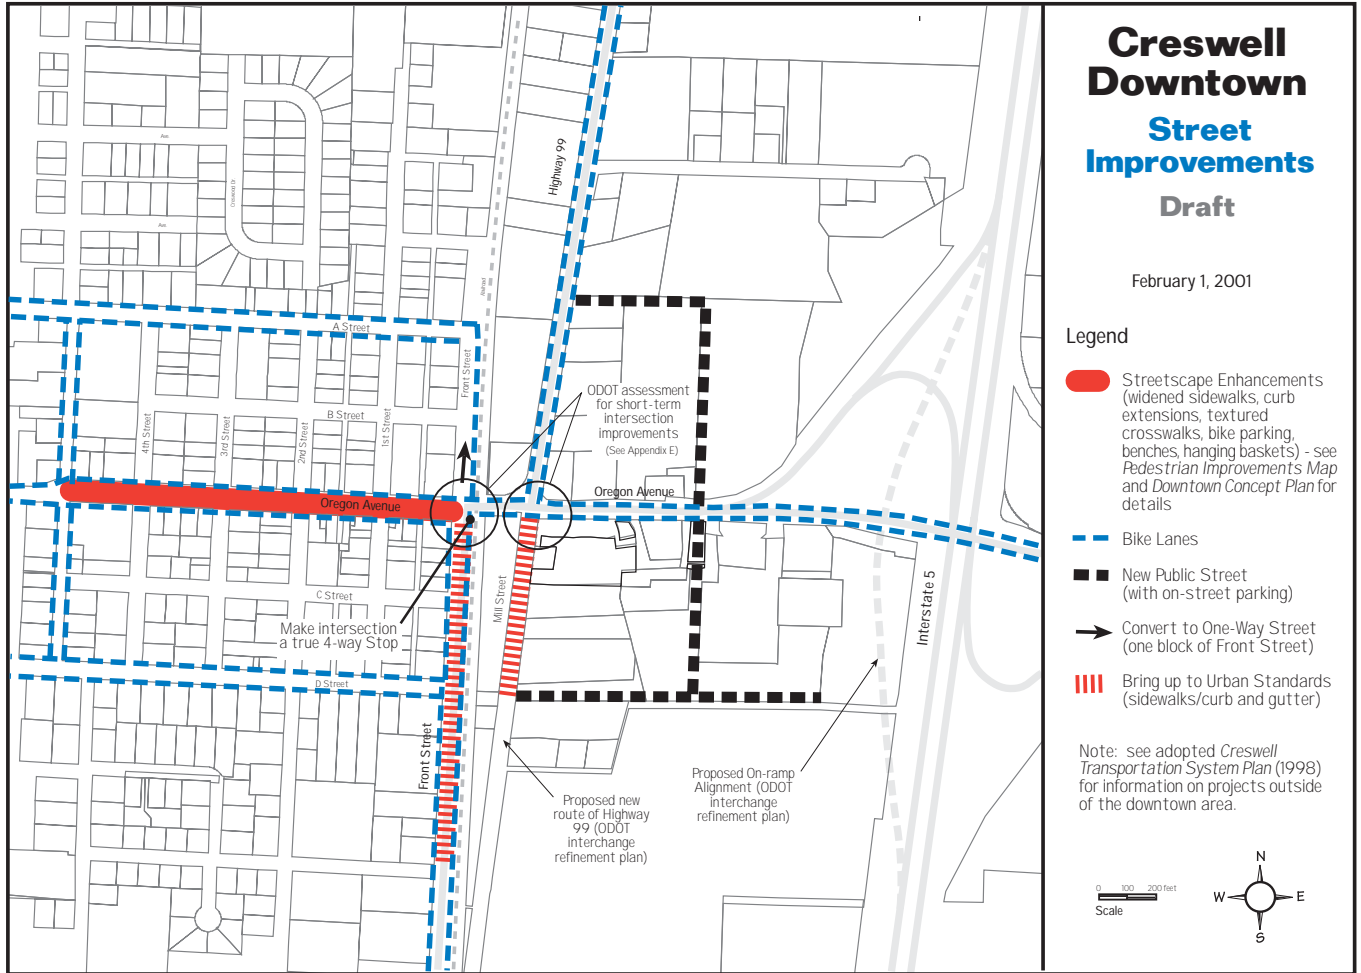 Creswell
Downtown
Street
Improvements
Draft
February 1, 2001
Legend
Streetscape Enhancements
(widened sidewalks, curb
extensions, textured
crosswalks, bike parking,
benches, hanging baskets) - see
Pedestrian Improvements Map
and Downtown Concept Plan for
details
Bike Lanes
New Public Street
(with on-street parking)
Convert to One-Way Street
(one block of Front Street)
Bring up to Urban Standards
(sidewalks/curb and gutter)
Note: see adopted Creswell
Transportation System Plan (1998)
for information on projects outside
of the downtown area.
0 100 200 feet
Scale
N
W E
S
Ave.
Creswood Dr.
Ave.
Highway 99
Railroad
A Street
Front Street
B Street
4th Street
3rd Street
2nd Street
1st Street
ODOT assessment
for short-term
intersection
improvements
(See Appendix E)
Oregon Avenue
Oregon Avenue
C Street
Mill Street
Make intersection
a true 4-way Stop
D Street
Interstate 5
Front Street
Proposed new
route of Highway
99 (ODOT
interchange
refinement plan)
Proposed On-ramp
Alignment (ODOT
interchange
refinement plan)